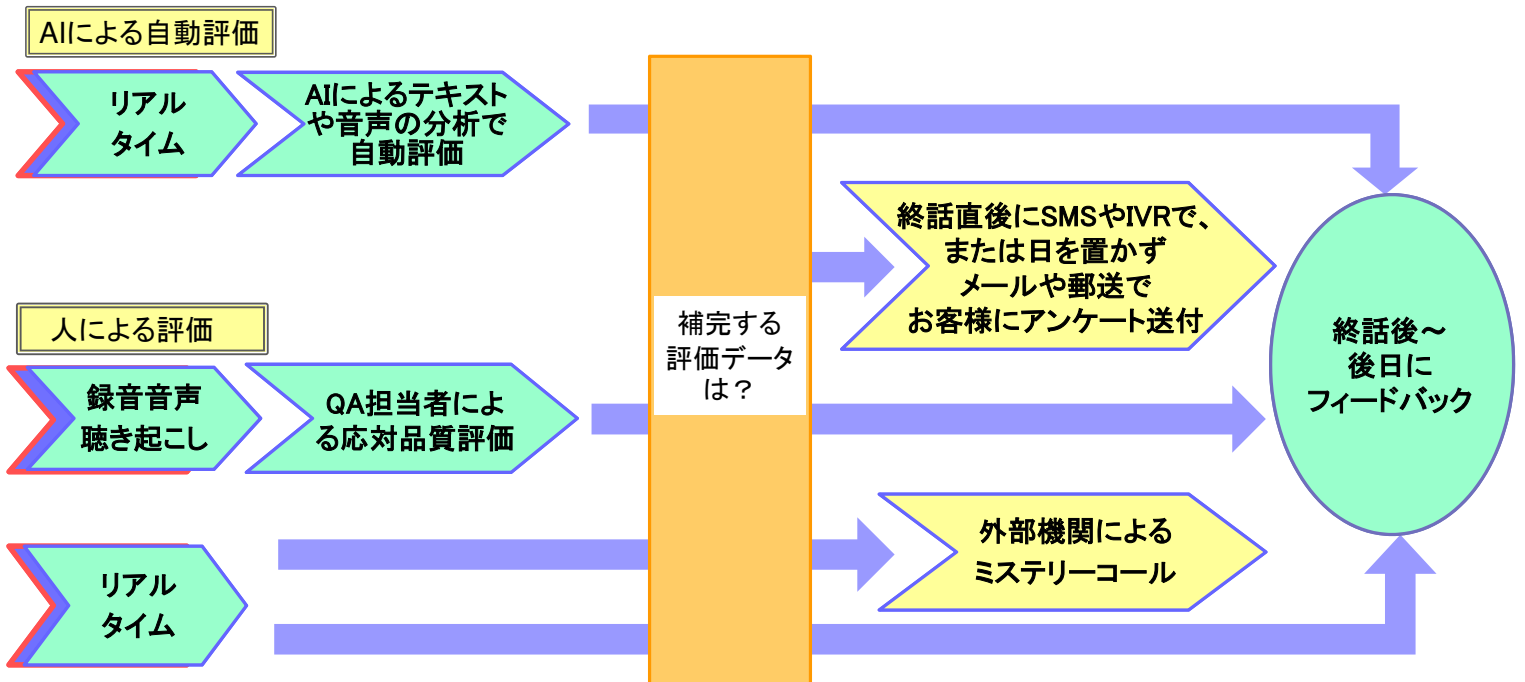 AIによる自動評価
リアル
タイム
AIによるテキスト
や音声の分析で
自動評価
終話直後にSMSやIVRで、
または日を置かず
メールや郵送で
お客様にアンケート送付
人による評価
録音音声
聴き起こし
QA担当者によ
る応対品質評価
補完する
評価データ
は？
終話後～
後日に
フィードバック
外部機関による
ミステリーコール
リアル
タイム